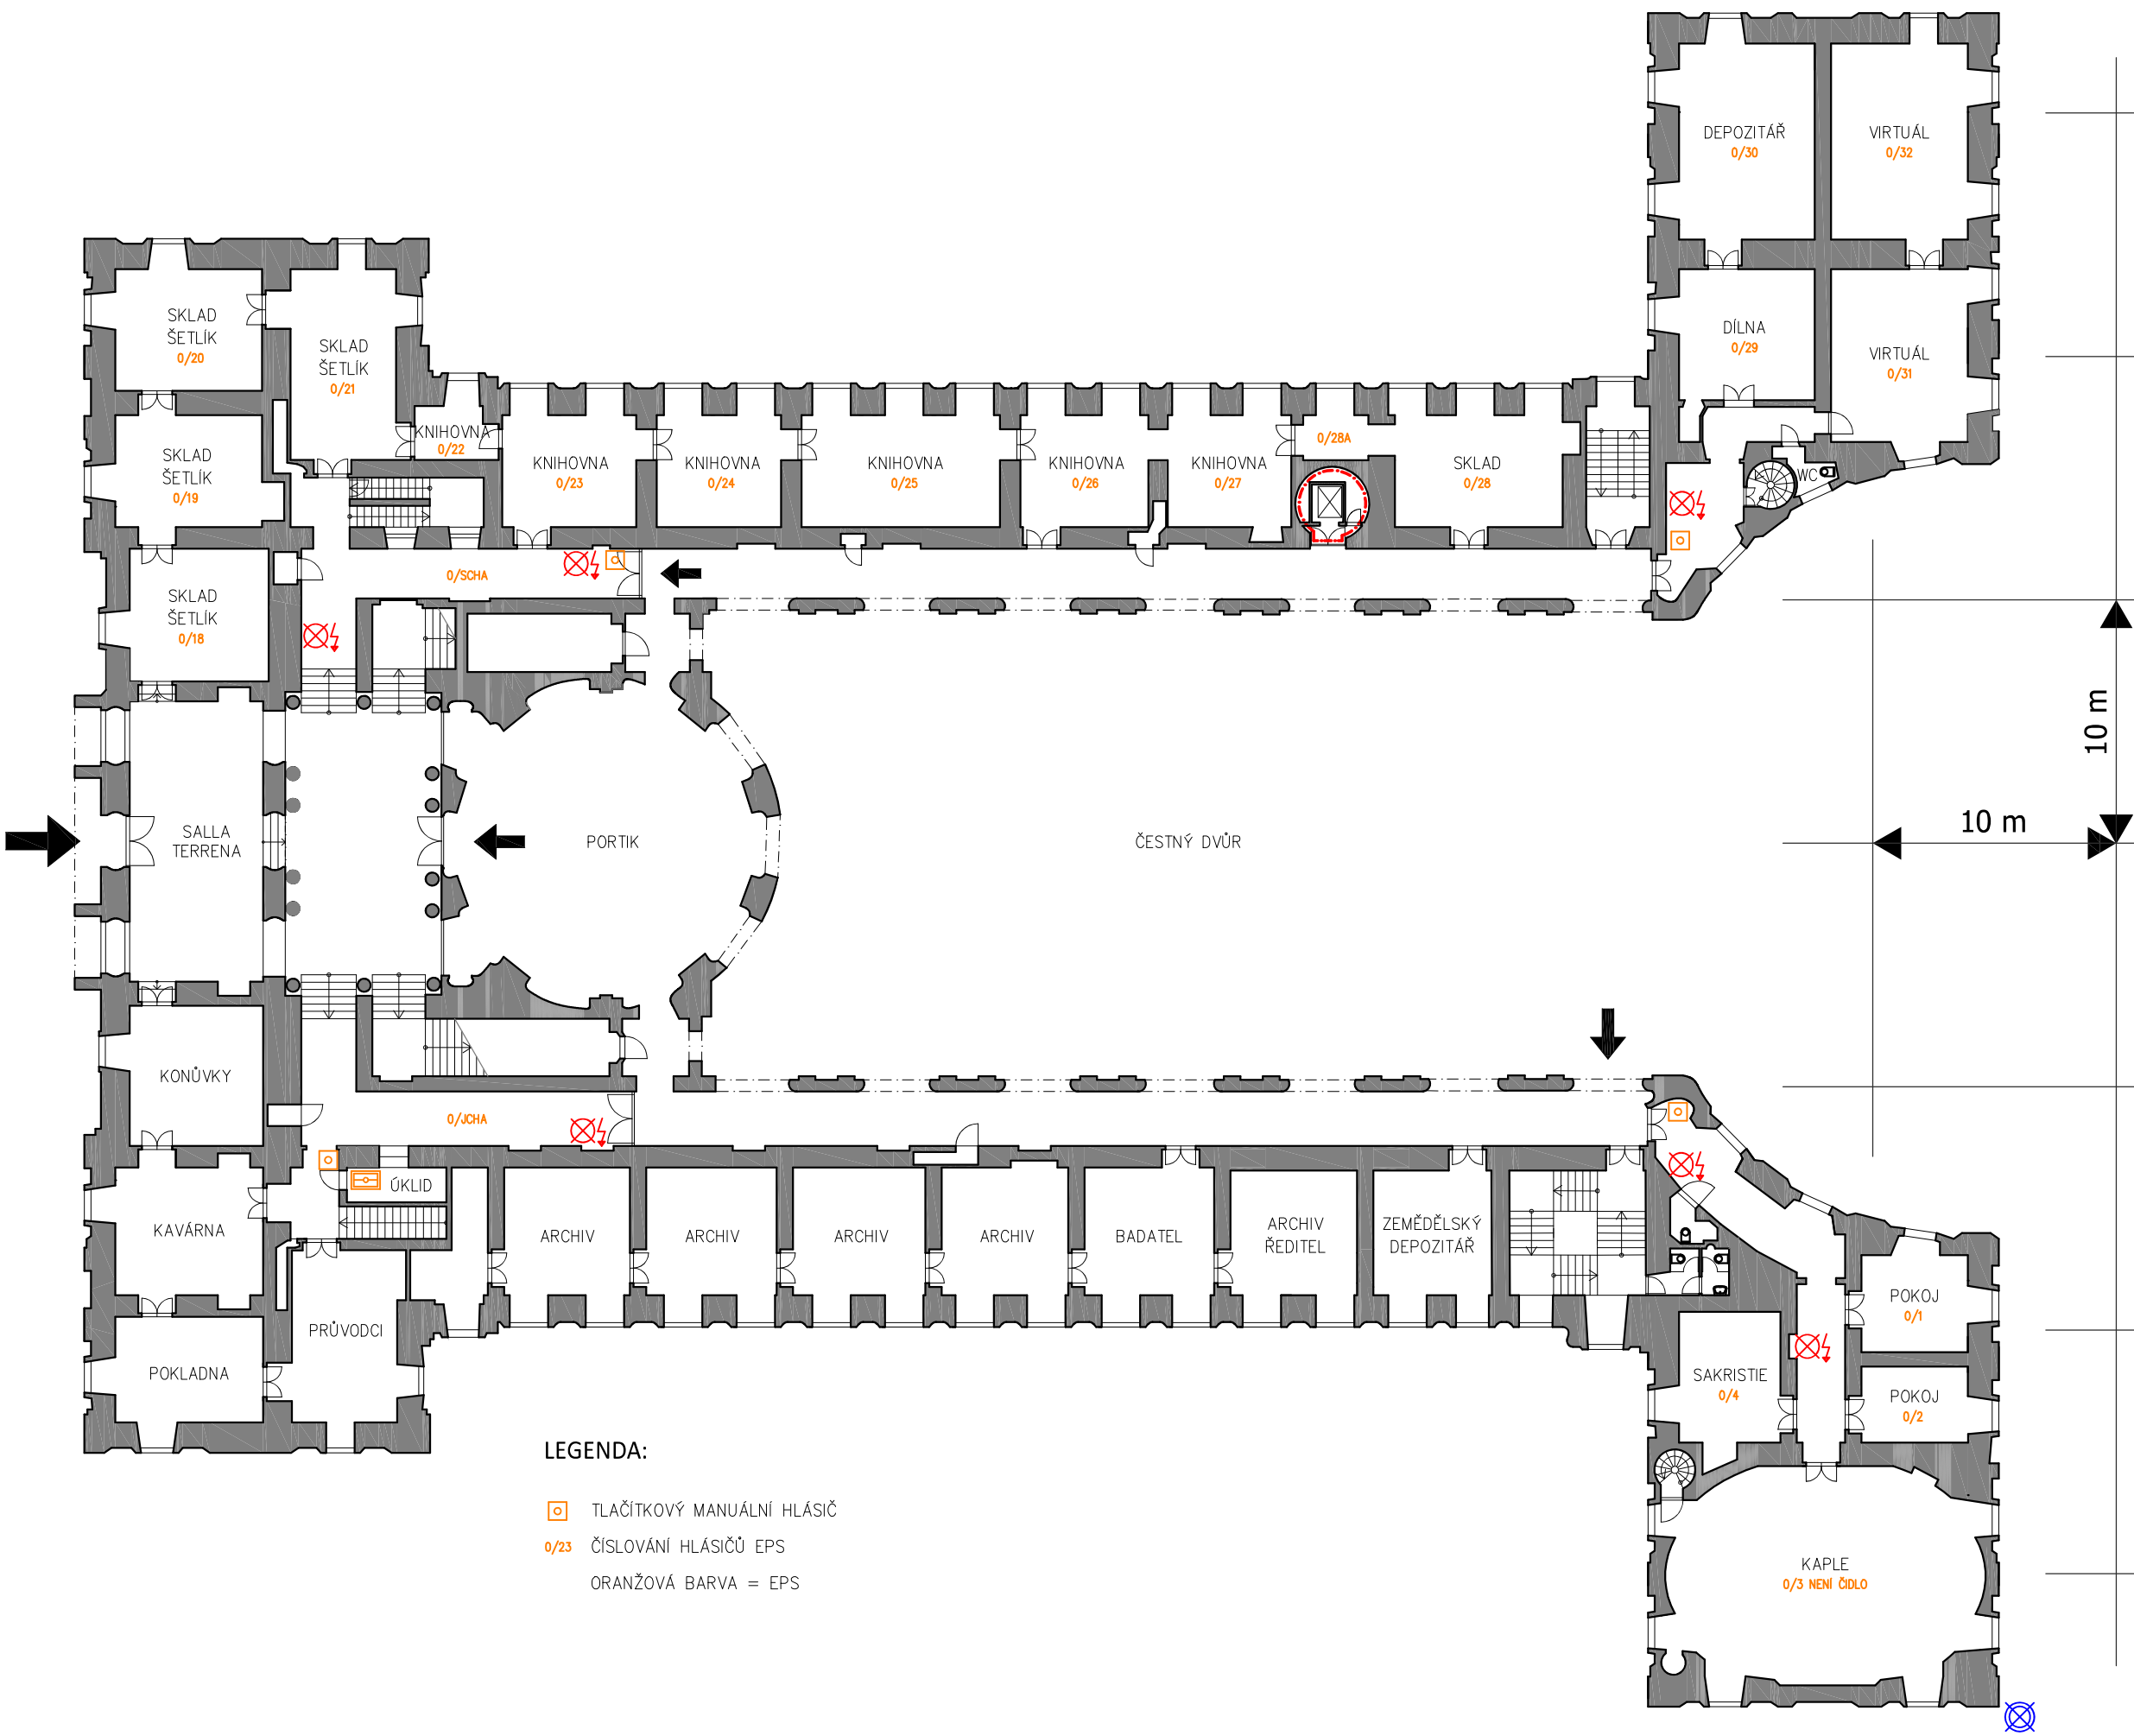 DEPOZITÁŘ
0/30
VIRTUÁL
0/32
SKLAD
ŠETLÍK
0/20
SKLAD
ŠETLÍK
0/21
DÍLNA
0/29
VIRTUÁL
0/31
KNIHOVNA
0/22
SKLAD
ŠETLÍK
0/19
KNIHOVNA
0/23
KNIHOVNA
0/24
KNIHOVNA
0/25
KNIHOVNA
0/26
KNIHOVNA
0/27
0/28A
SKLAD
0/28
WC
0/SCHA
SKLAD
ŠETLÍK
0/18
10 m
10 m
SALLA
TERRENA
PORTIK
ČESTNÝ DVŮR
KONŮVKY
0/JCHA
ÚKLID
KAVÁRNA
ARCHIV
ARCHIV
ARCHIV
ARCHIV
BADATEL
ARCHIV
ŘEDITEL
ZEMĚDĚLSKÝ
DEPOZITÁŘ
POKOJ
0/1
PRŮVODCI
POKLADNA
SAKRISTIE
0/4
POKOJ
0/2
KAPLE
0/3 NENÍ ČIDLO
LEGENDA:
TLAČÍTKOVÝ MANUÁLNÍ HLÁSIČ
0/23 ČÍSLOVÁNÍ HLÁSIČŮ EPS
ORANŽOVÁ BARVA = EPS